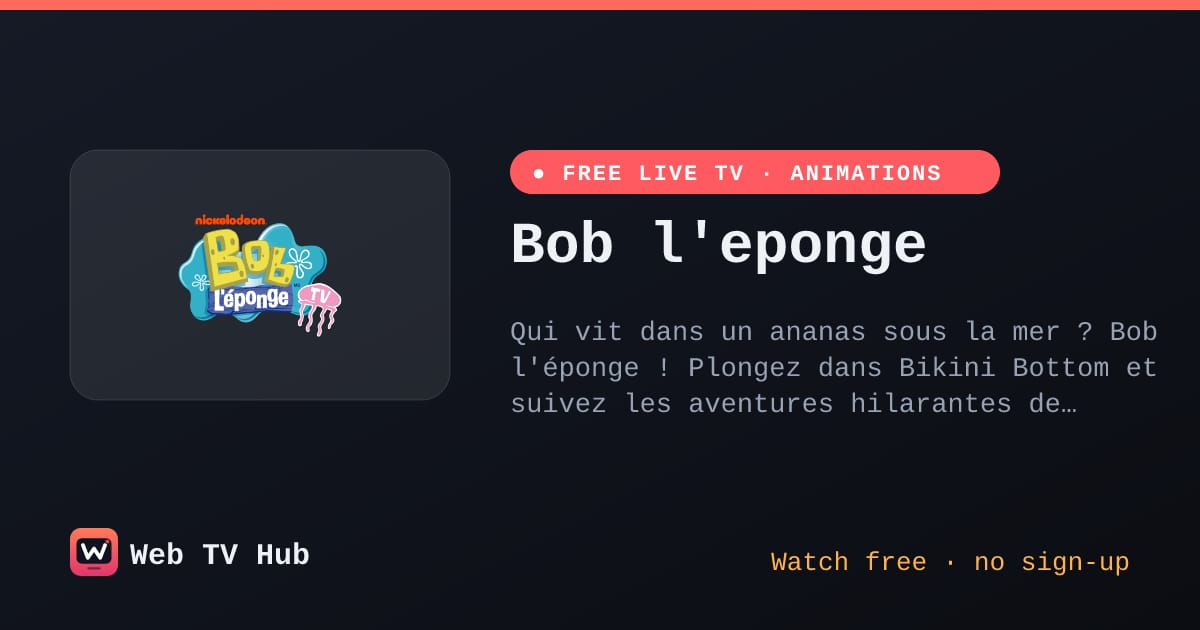 ● FREE LIVE TV · ANIMATIONS
Bob l'eponge
nickelodeon
Bob
L'éponge
TV
Qui vit dans un ananas sous la mer ? Bob
l'éponge ! Plongez dans Bikini Bottom et
suivez les aventures hilarantes de…
W
Web TV Hub
Watch free · no sign-up